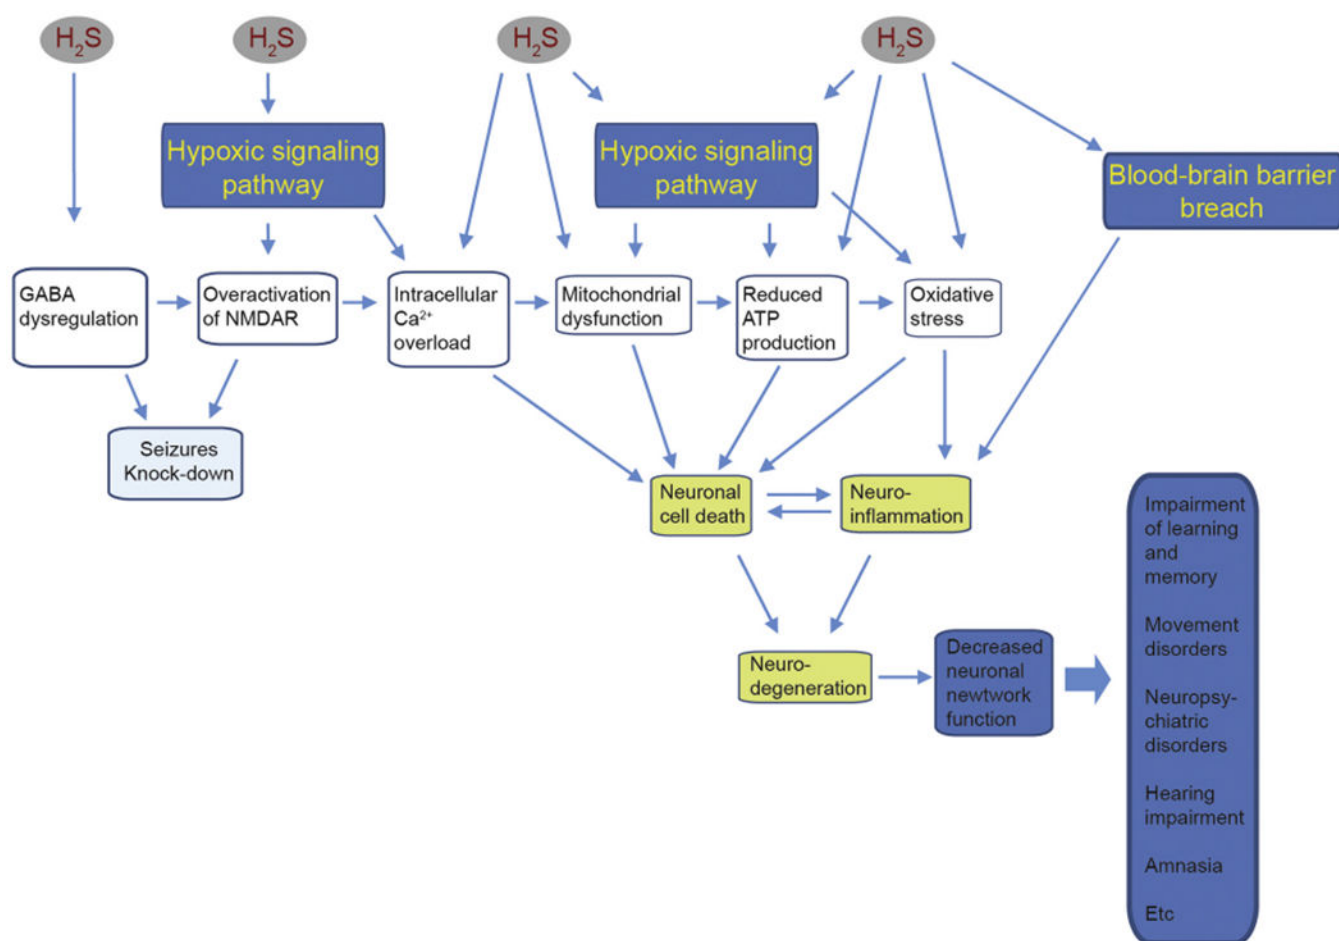 H₂S
H₂S
H₂S
H₂S
Hypoxic signaling
pathway
Hypoxic signaling
pathway
Blood-brain barrier
breach
GABA
dysregulation
Overactivation
of NMDAR
Intracellular
Ca²⁺
overload
Mitochondrial
dysfunction
Reduced
ATP
production
Oxidative
stress
Seizures
Knock-down
Neuronal
cell death
Neuro-
inflammation
Neuro-
degeneration
Decreased
neuronal
newtwork
function
Impairment
of learning
and
memory
Movement
disorders
Neuropsy-
chiatric
disorders
Hearing
impairment
Amnasia
Etc